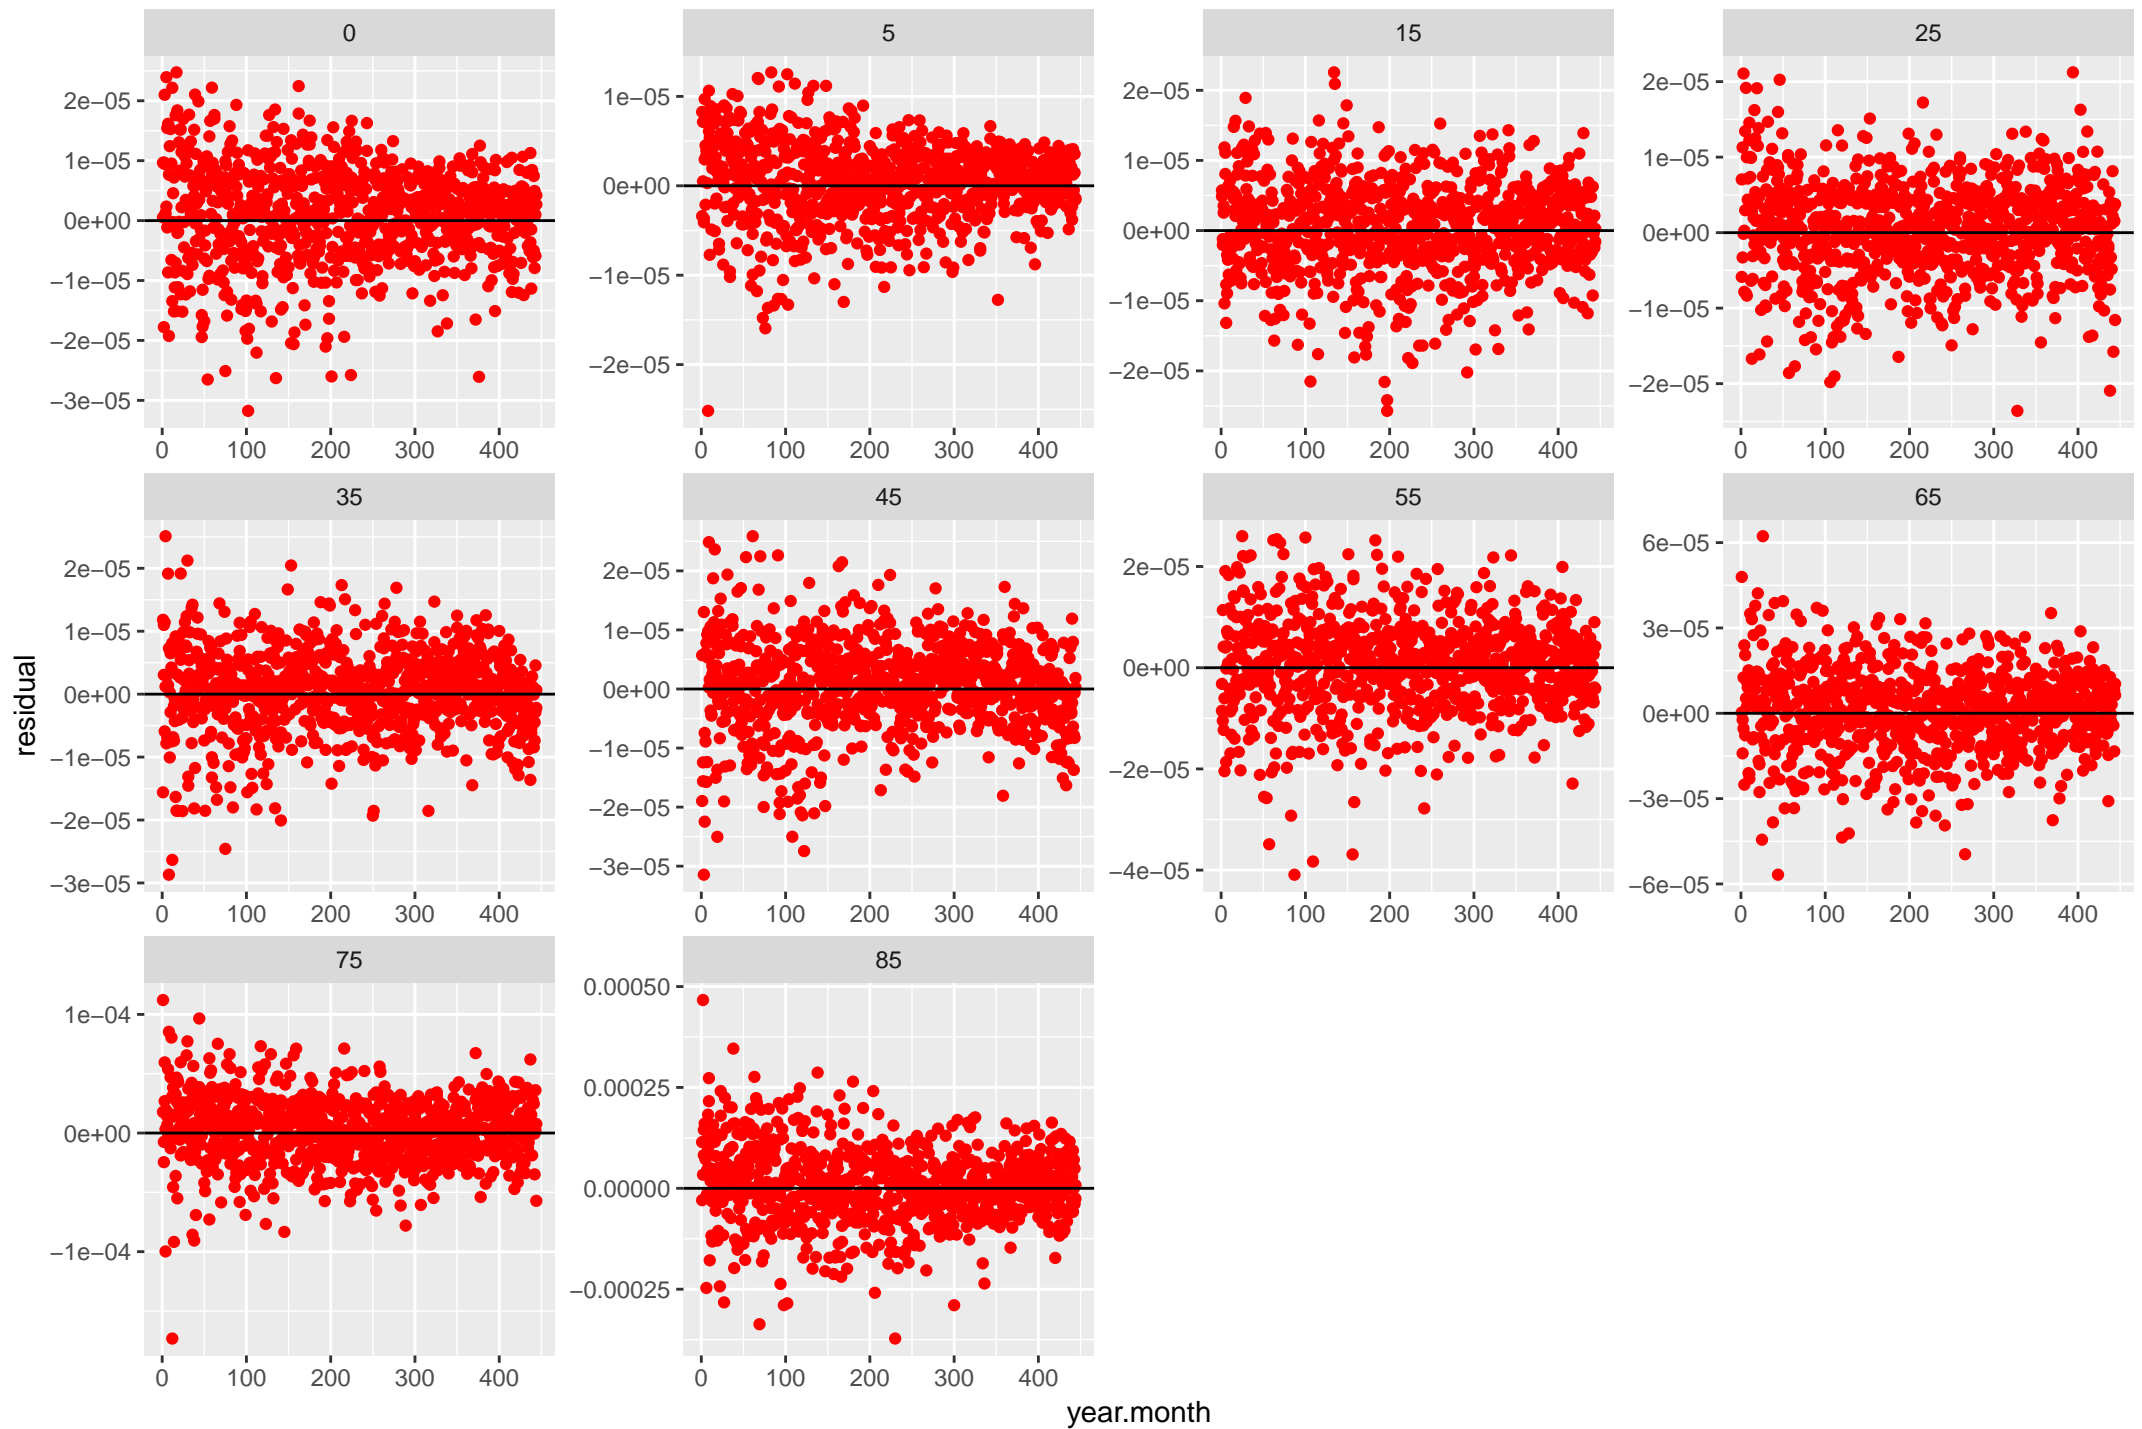 0 5 15 25
2e−05 1e−05 2e−05 2e−05
1e−05 0e+00 1e−05 1e−05
0e+00 −1e−05 0e+00 0e+00
−1e−05 −2e−05 −1e−05 −1e−05
−2e−05 −2e−05 −2e−05
−3e−05
0 100 200 300 400 0 100 200 300 400 0 100 200 300 400 0 100 200 300 400
35 45 55 65
2e−05 2e−05 2e−05 6e−05
1e−05 1e−05 0e+00 3e−05
0e+00 0e+00 −2e−05 0e+00
−1e−05 −1e−05 −4e−05 −3e−05
−2e−05 −2e−05 −6e−05
−3e−05 −3e−05
0 100 200 300 400 0 100 200 300 400 0 100 200 300 400 0 100 200 300 400
75 85
1e−04 0.00050
0e+00 0.00025
−1e−04 0.00000
−0.00025
0 100 200 300 400 0 100 200 300 400
residual
year.month